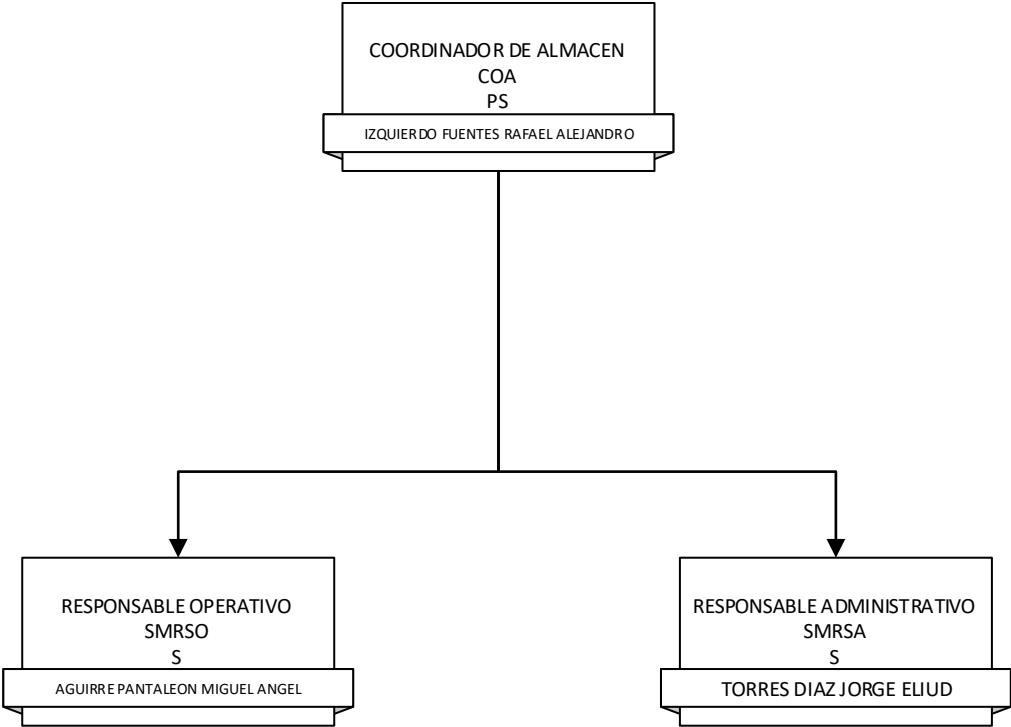 COORDINADOR DE ALMACEN
COA
PS
IZQUIERDO FUENTES RAFAEL ALEJANDRO
RESPONSABLE OPERATIVO
SMRSO
S
AGUIRRE PANTALEON MIGUEL ANGEL
RESPONSABLE ADMINISTRATIVO
SMRSA
S
TORRES DIAZ JORGE ELIUD